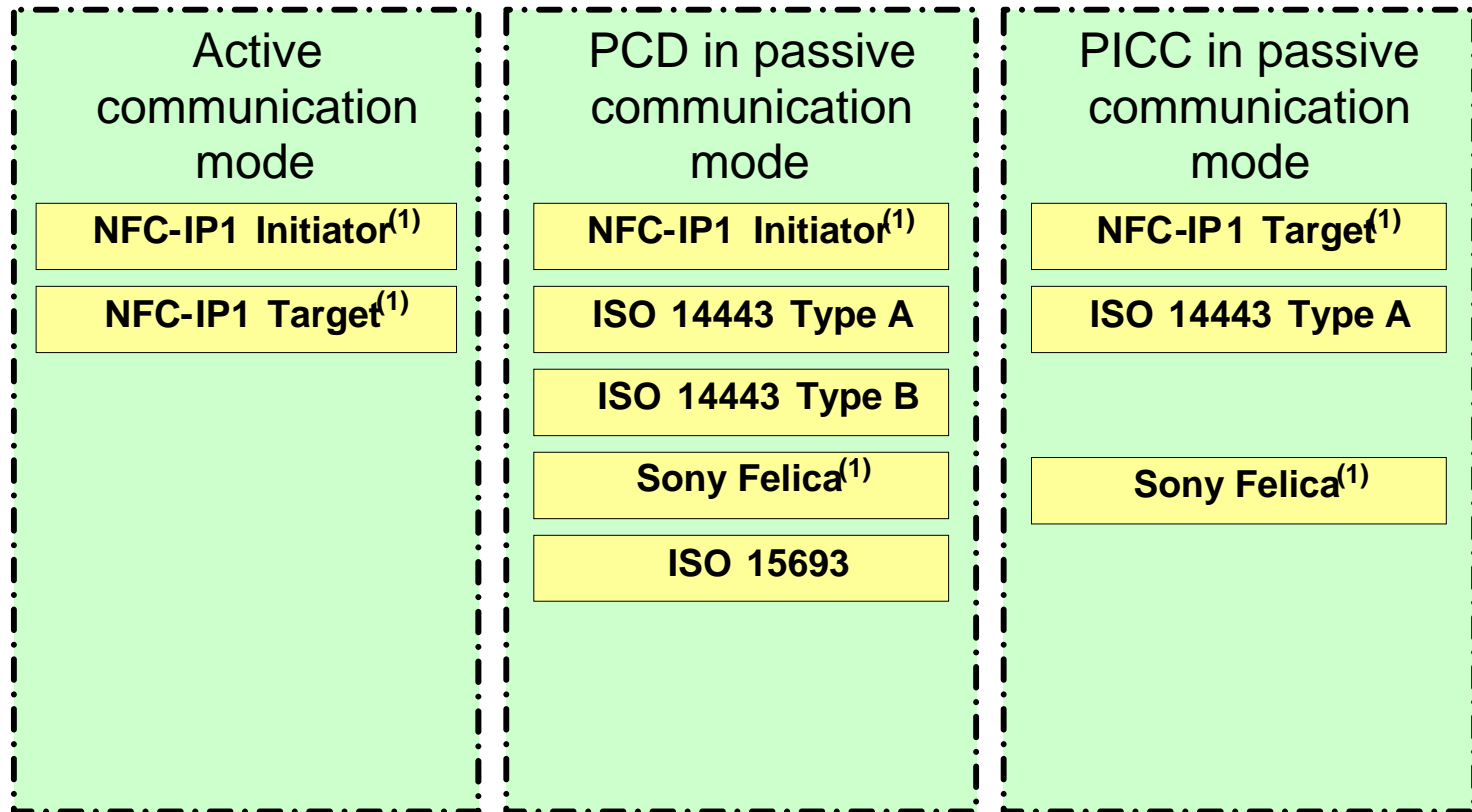 Active
communication
mode
NFC-IP1 Initiator(1)
NFC-IP1 Target(1)
PCD in passive
communication
mode
NFC-IP1 Initiator(1)
ISO 14443 Type A
ISO 14443 Type B
Sony Felica(1)
ISO 15693
PICC in passive
communication
mode
NFC-IP1 Target(1)
ISO 14443 Type A
Sony Felica(1)